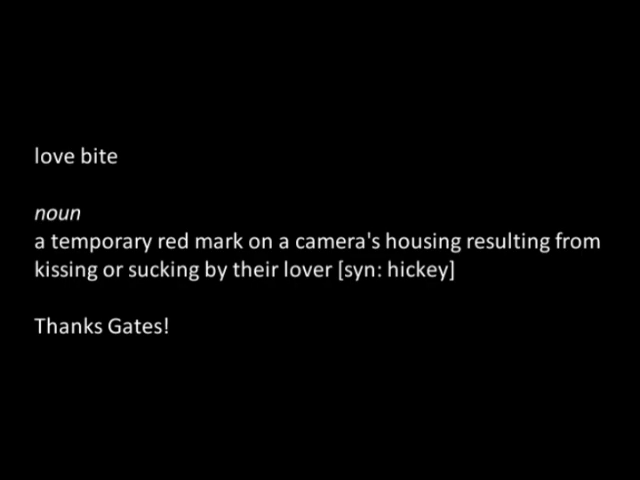 love bite
noun
a temporary red mark on a camera's housing resulting from
kissing or sucking by their lover [syn: hickey]
Thanks Gates!